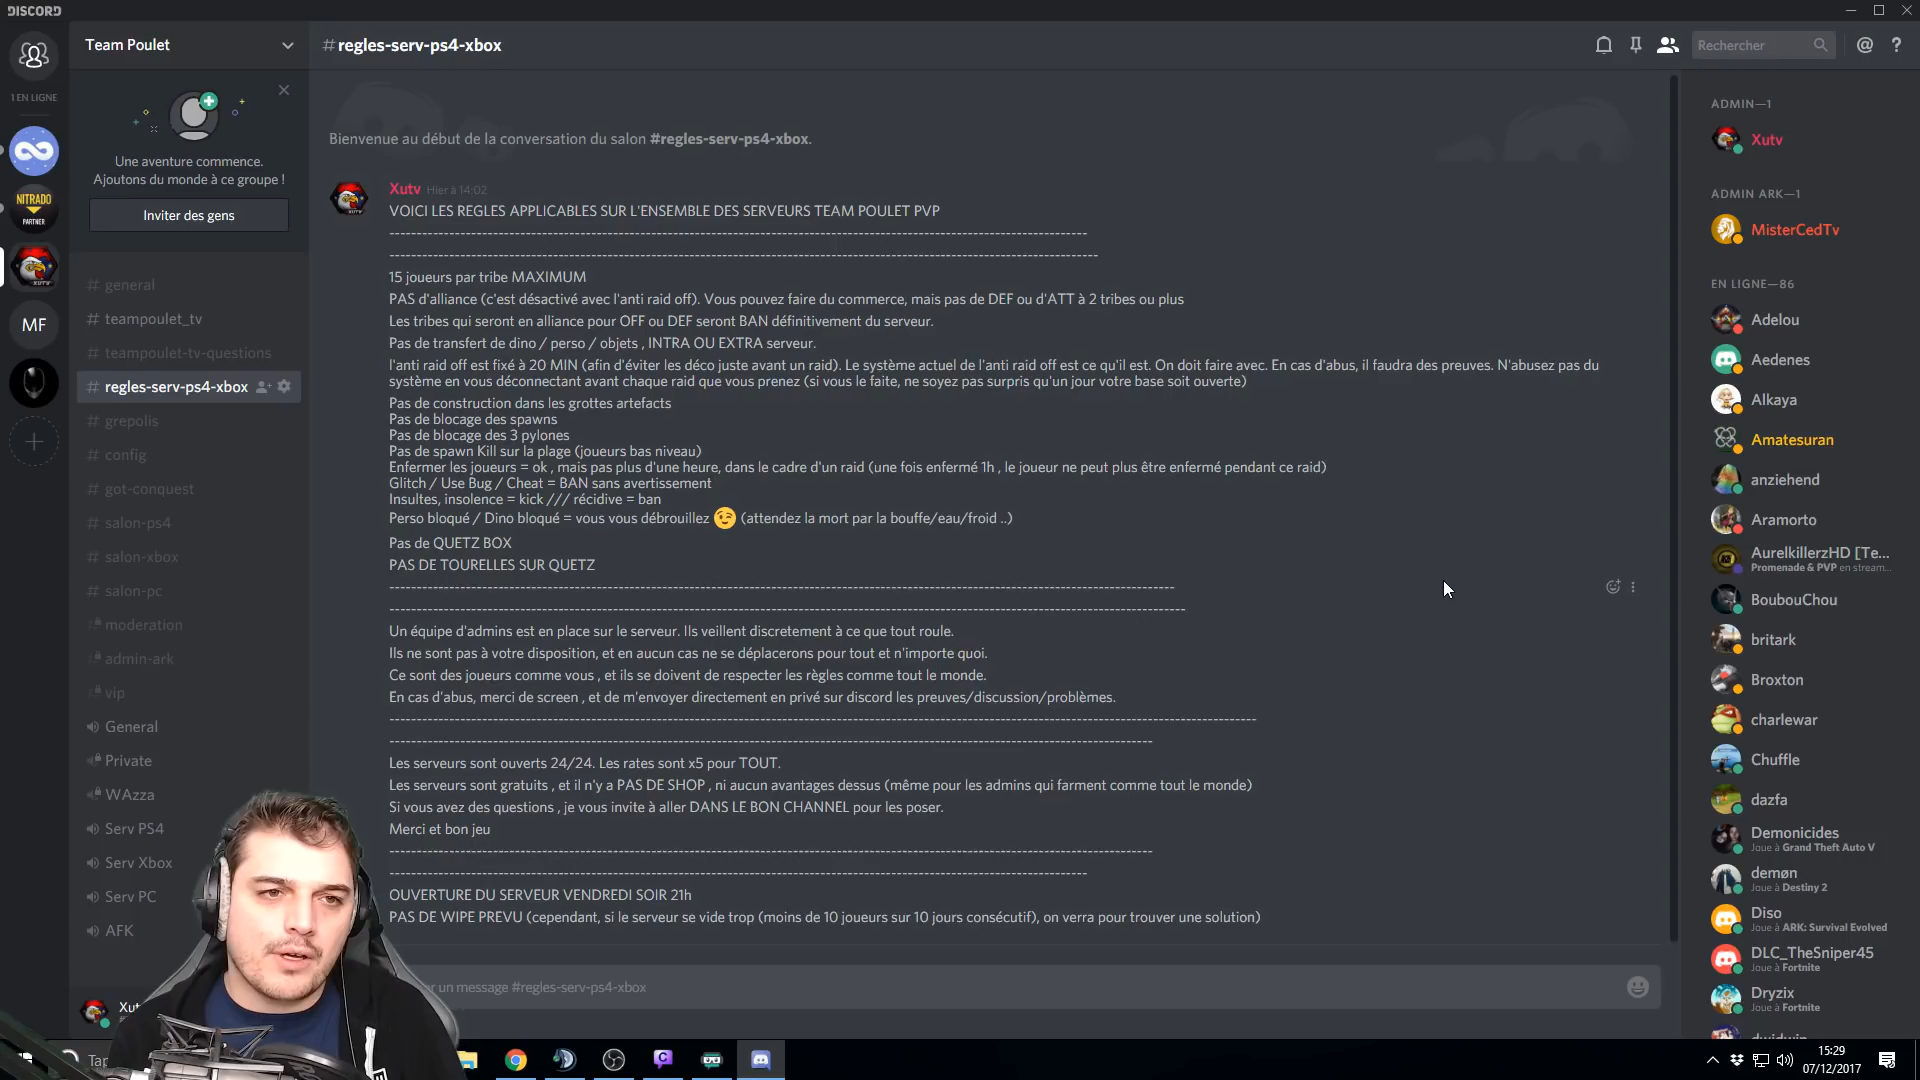 DISCORD
Team Poulet
#regles-serv-ps4-xbox
Rechercher
@
?
1 EN LIGNE
NITRADO
PARTNER
XUTV
MF
Une aventure commence.
Ajoutons du monde à ce groupe !
Inviter des gens
# general
# teampoulet_tv
# teampoulet-tv-questions
# regles-serv-ps4-xbox
# grepolis
# config
# got-conquest
# salon-ps4
# salon-xbox
# salon-pc
moderation
admin-ark
vip
General
Private
WAzza
Serv PS4
Serv Xbox
Serv PC
AFK
Bienvenue au début de la conversation du salon #regles-serv-ps4-xbox.
Xutv Hier à 14:02
VOICI LES REGLES APPLICABLES SUR L'ENSEMBLE DES SERVEURS TEAM POULET PVP
15 joueurs par tribe MAXIMUM
PAS d'alliance (c'est désactivé avec l'anti raid off). Vous pouvez faire du commerce, mais pas de DEF ou d'ATT à 2 tribes ou plus
Les tribes qui seront en alliance pour OFF ou DEF seront BAN définitivement du serveur.
Pas de transfert de dino / perso / objets , INTRA OU EXTRA serveur.
l'anti raid off est fixé à 20 MIN (afin d'éviter les déco juste avant un raid). Le système actuel de l'anti raid off est ce qu'il est. On doit faire avec. En cas d'abus, il faudra des preuves. N'abusez pas du
système en vous déconnectant avant chaque raid que vous prenez (si vous le faite, ne soyez pas surpris qu'un jour votre base soit ouverte)
Pas de construction dans les grottes artefacts
Pas de blocage des spawns
Pas de blocage des 3 pylones
Pas de spawn Kill sur la plage (joueurs bas niveau)
Enfermer les joueurs = ok , mais pas plus d'une heure, dans le cadre d'un raid (une fois enfermé 1h , le joueur ne peut plus être enfermé pendant ce raid)
Glitch / Use Bug / Cheat = BAN sans avertissement
Insultes, insolence = kick /// récidive = ban
Perso bloqué / Dino bloqué = vous vous débrouillez 😉 (attendez la mort par la bouffe/eau/froid ..)
Pas de QUETZ BOX
PAS DE TOURELLES SUR QUETZ
Un équipe d'admins est en place sur le serveur. Ils veillent discretement à ce que tout roule.
Ils ne sont pas à votre disposition, et en aucun cas ne se déplacerons pour tout et n'importe quoi.
Ce sont des joueurs comme vous , et ils se doivent de respecter les règles comme tout le monde.
En cas d'abus, merci de screen , et de m'envoyer directement en privé sur discord les preuves/discussion/problèmes.
Les serveurs sont ouverts 24/24. Les rates sont x5 pour TOUT.
Les serveurs sont gratuits , et il n'y a PAS DE SHOP , ni aucun avantages dessus (même pour les admins qui farment comme tout le monde)
Si vous avez des questions , je vous invite à aller DANS LE BON CHANNEL pour les poser.
Merci et bon jeu
OUVERTURE DU SERVEUR VENDREDI SOIR 21h
PAS DE WIPE PREVU (cependant, si le serveur se vide trop (moins de 10 joueurs sur 10 jours consécutif), on verra pour trouver une solution)
un message #regles-serv-ps4-xbox
ADMIN—1
Xutv
ADMIN ARK—1
MisterCedTv
EN LIGNE—86
Adelou
Aedenes
Alkaya
Amatesuran
anziehend
Aramorto
AurelkillerzHD [Te...
Promenade & PVP en stream...
BoubouChou
britark
Broxton
charlewar
Chuffle
dazfa
Demonicides
Joue à Grand Theft Auto V
demøn
Joue à Destiny 2
Diso
Joue à ARK: Survival Evolved
DLC_TheSniper45
Joue à Fortnite
Dryzix
Joue à Fortnite
Xut
Tap
15:29
07/12/2017